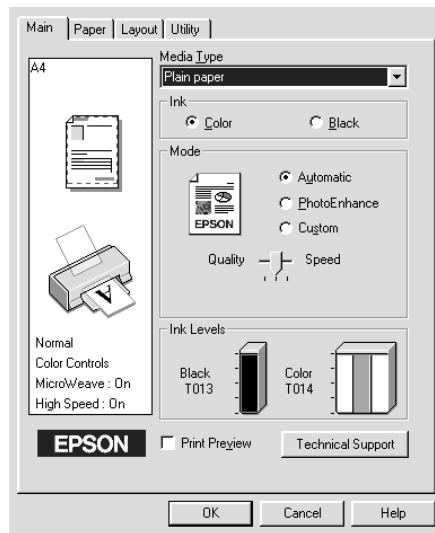 Main Paper Layout Utility
A4
Media Type
Plain paper
Ink
Color Black
Mode
EPSON
Automatic
PhotoEnhance
Custom
Quality Speed
A
Normal
Color Controls
MicroWeave : On
High Speed : On
Ink Levels
Black
T013
Color
T014
EPSON
Print Preview
Technical Support
OK Cancel Help